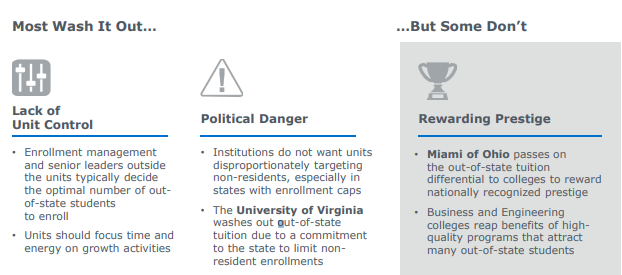 Most Wash It Out...
...But Some Don't
Lack of
Unit Control
• Enrollment management
and senior leaders outside
the units typically decide
the optimal number of out-
of-state students
to enroll
• Units should focus time and
energy on growth activities
Political Danger
• Institutions do not want units
disproportionately targeting
non-residents, especially in
states with enrollment caps
• The University of Virginia
washes out out-of-state
tuition due to a commitment
to the state to limit non-
resident enrollments
Rewarding Prestige
• Miami of Ohio passes on
the out-of-state tuition
differential to colleges to reward
nationally recognized prestige
• Business and Engineering
colleges reap benefits of high-
quality programs that attract
many out-of-state students